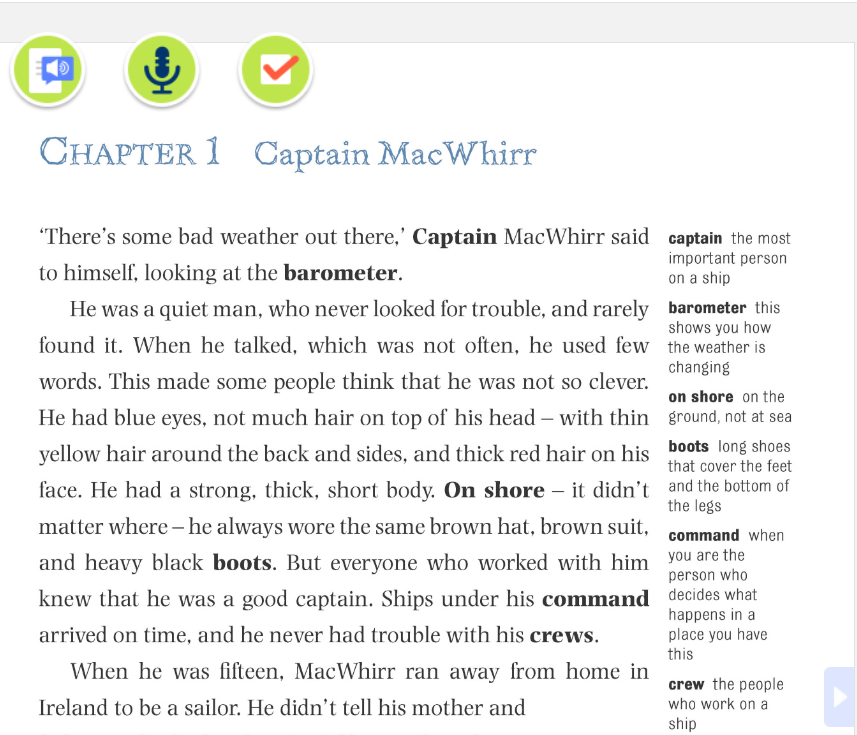 CHAPTER 1 Captain MacWhirr
‘There’s some bad weather out there,’ Captain MacWhirr said
to himself, looking at the barometer.
He was a quiet man, who never looked for trouble, and rarely
found it. When he talked, which was not often, he used few
words. This made some people think that he was not so clever.
He had blue eyes, not much hair on top of his head – with thin
yellow hair around the back and sides, and thick red hair on his
face. He had a strong, thick, short body. On shore – it didn’t
matter where – he always wore the same brown hat, brown suit,
and heavy black boots. But everyone who worked with him
knew that he was a good captain. Ships under his command
arrived on time, and he never had trouble with his crews.
When he was fifteen, MacWhirr ran away from home in
Ireland to be a sailor. He didn’t tell his mother and
captain the most
important person
on a ship
barometer this
shows you how
the weather is
changing
on shore on the
ground, not at sea
boots long shoes
that cover the feet
and the bottom of
the legs
command when
you are the
person who
decides what
happens in a
place you have
this
crew the people
who work on a
ship